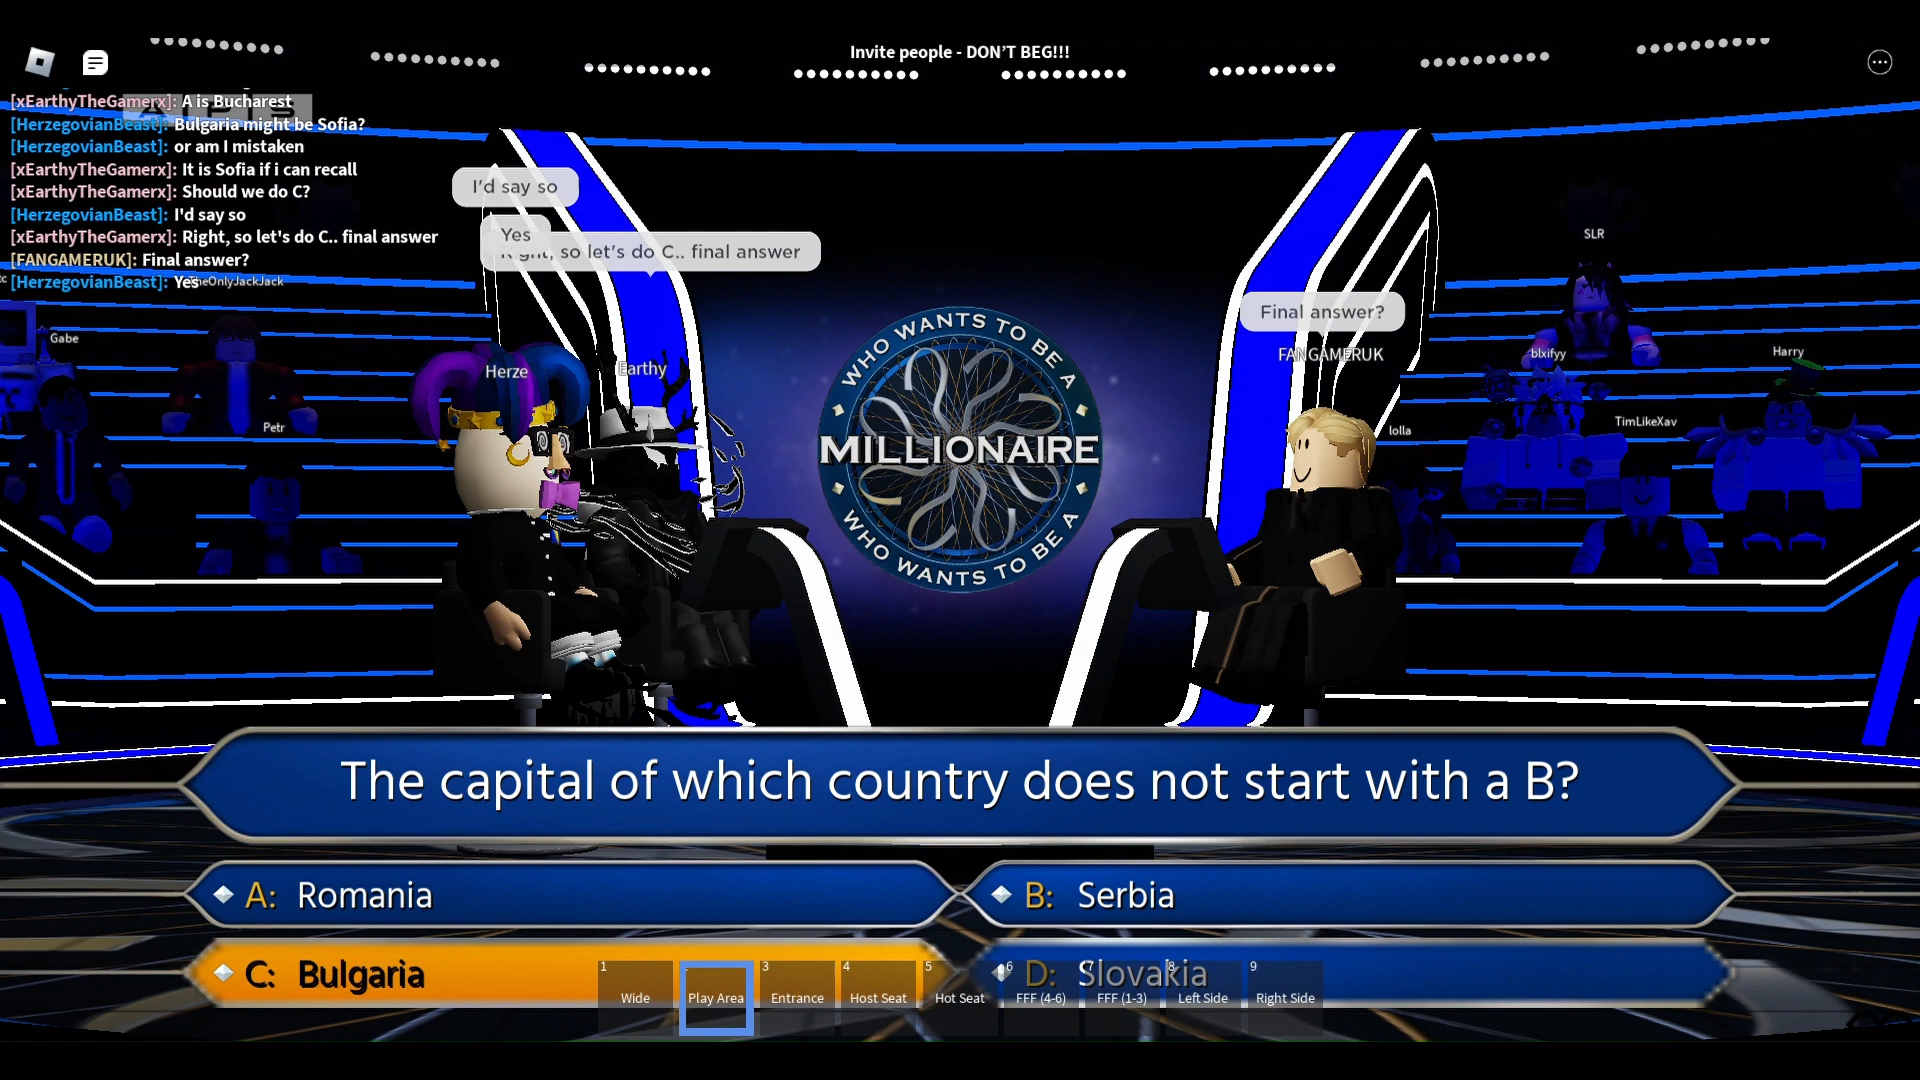 Invite people - DON'T BEG!!!
[xEarthyTheGamerx]: A is Bucharest
[HerzegovianBeast]: Bulgaria might be Sofia?
[HerzegovianBeast]: or am I mistaken
[xEarthyTheGamerx]: It is Sofia if i can recall
[xEarthyTheGamerx]: Should we do C?
[HerzegovianBeast]: I'd say so
[xEarthyTheGamerx]: Right, so let's do C.. final answer
[FANGAMERUK]: Final answer?
[HerzegovianBeast]: Yes
TheOnlyJackJack
I'd say so
Yes
Right, so let's do C.. final answer
Final answer?
FANGAMERUK
SLR
Gabe
Herze
Earthy
blxifyy
Harry
Petr
lolla
TimLikeXav
WHO WANTS TO BE A
MILLIONAIRE
WHO WANTS TO BE A
The capital of which country does not start with a B?
A: Romania
B: Serbia
C: Bulgaria
D: Slovakia
1 Wide
Play Area
3 Entrance
4 Host Seat
5 Hot Seat
6 FFF (4-6)
7 FFF (1-3)
8 Left Side
9 Right Side